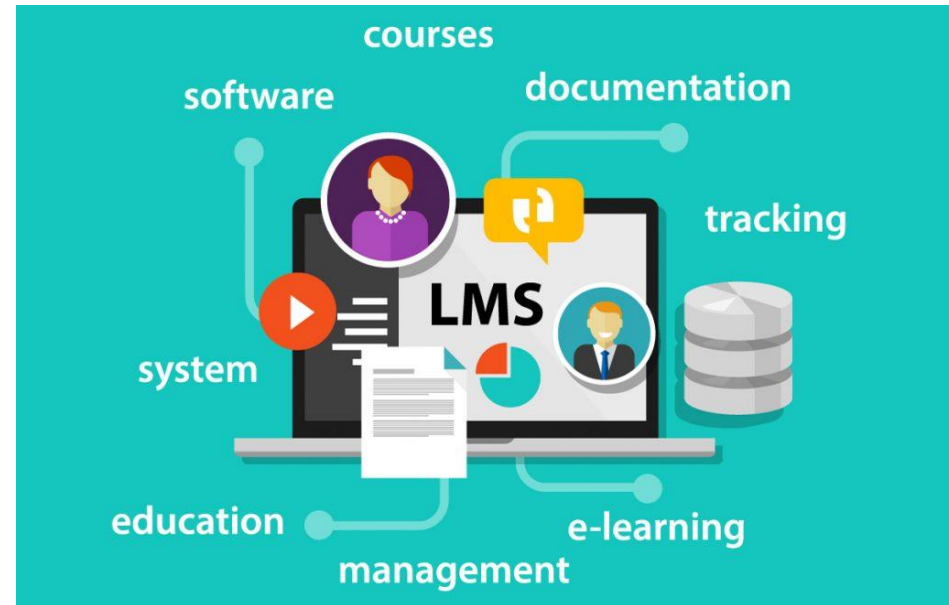 courses
software
documentation
tracking
LMS
system
education
e-learning
management